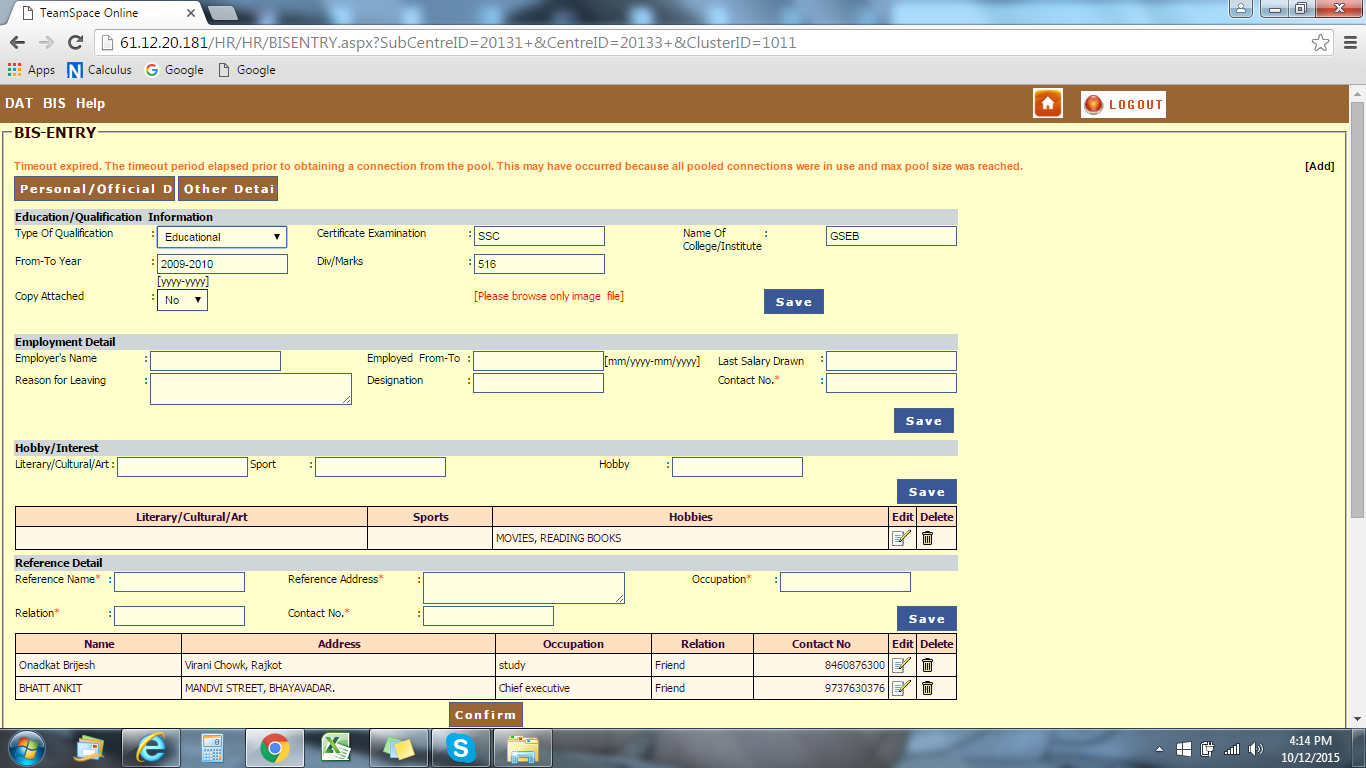 TeamSpace Online
61.12.20.181/HR/HR/BISENTRY.aspx?SubCentreID=20131+&CentreID=20133+&ClusterID=1011
Apps N Calculus G Google Google
DAT BIS Help LOGOUT
BIS-ENTRY
Timeout expired. The timeout period elapsed prior to obtaining a connection from the pool. This may have occurred because all pooled connections were in use and max pool size was reached. [Add]
Personal/Official D Other Detai
Education/Qualification Information
Type Of Qualification : Educational Certificate Examination : SSC Name Of College/Institute : GSEB
From-To Year : 2009-2010 Div/Marks : 516
[yyyy-yyyy]
Copy Attached : No [Please browse only image file] Save
Employment Detail
Employer's Name : Employed From-To : [mm/yyyy-mm/yyyy] Last Salary Drawn :
Reason for Leaving : Designation : Contact No.* :
Save
Hobby/Interest
Literary/Cultural/Art : Sport : Hobby :
Save
Literary/Cultural/Art Sports Hobbies Edit Delete
MOVIES, READING BOOKS
Reference Detail
Reference Name* : Reference Address* : Occupation* :
Relation* : Contact No.* : Save
Name Address Occupation Relation Contact No Edit Delete
Onadkat Brijesh Virani Chowk, Rajkot study Friend 8460876300
BHATT ANKIT MANDVI STREET, BHAYAVADAR. Chief executive Friend 9737630376
Confirm
4:14 PM
10/12/2015